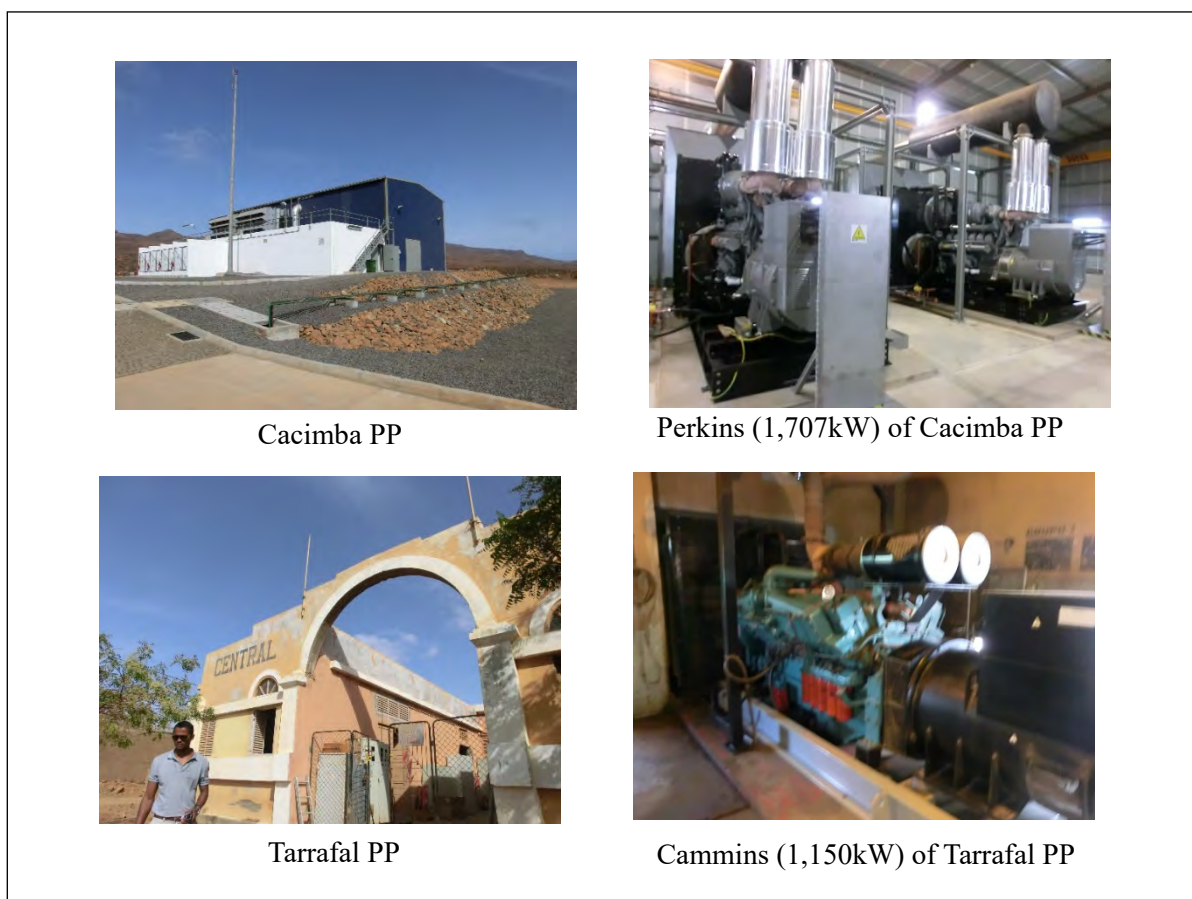 Cacimba PP
Perkins (1,707kW) of Cacimba PP
CENTRAL
Tarrafal PP
Cammins (1,150kW) of Tarrafal PP